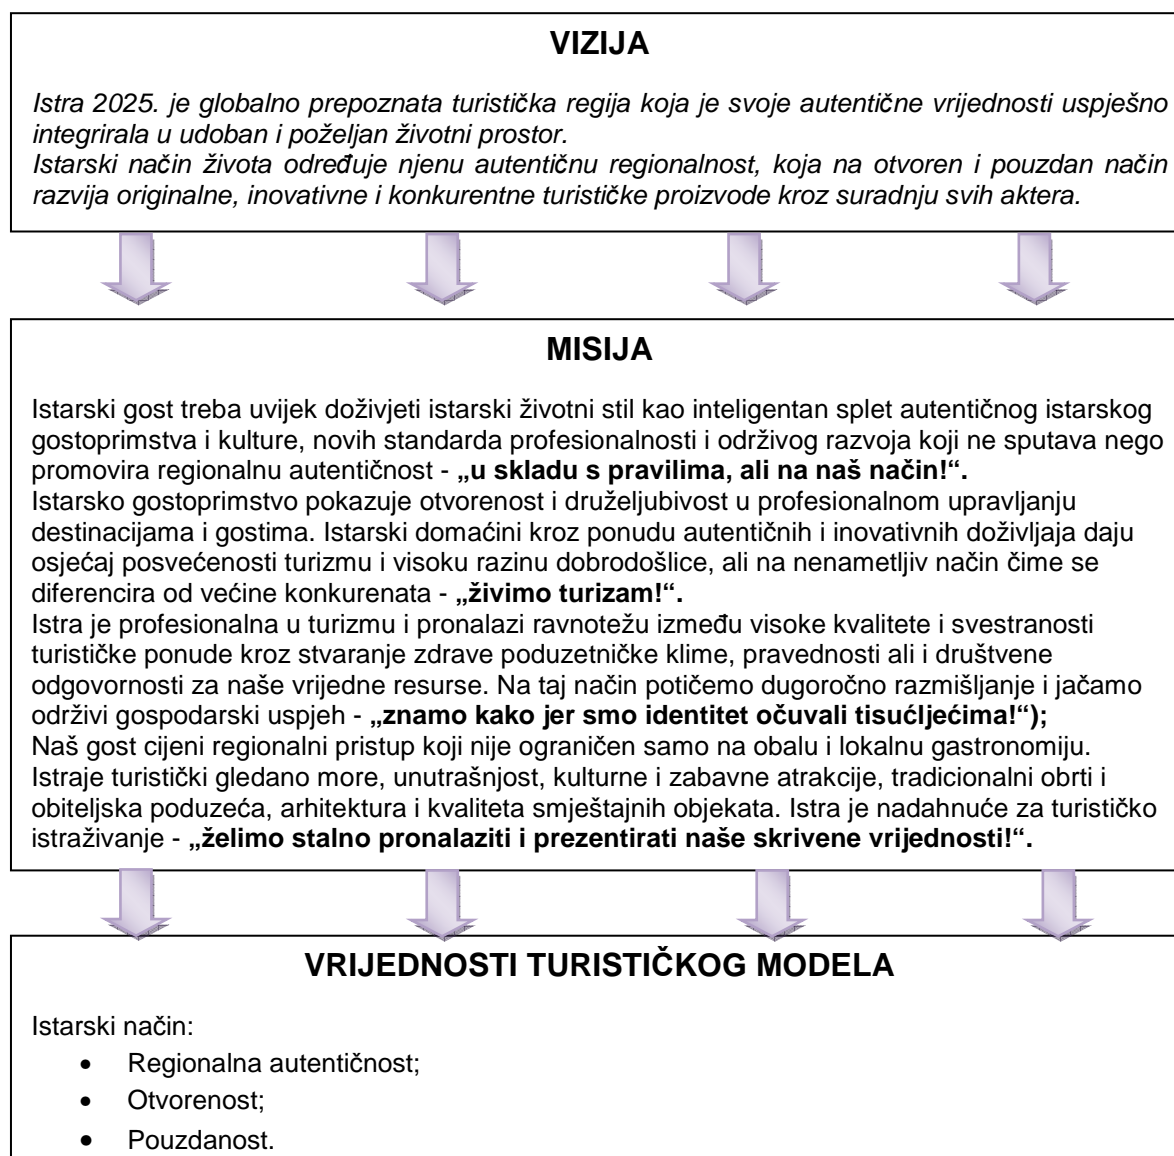 VIZIJA
Istra 2025. je globalno prepoznata turistička regija koja je svoje autentične vrijednosti uspješno
integrirala u udoban i poželjan životni prostor.
Istarski način života određuje njenu autentičnu regionalnost, koja na otvoren i pouzdan način
razvija originalne, inovativne i konkurentne turističke proizvode kroz suradnju svih aktera.
MISIJA
Istarski gost treba uvijek doživjeti istarski životni stil kao inteligentan splet autentičnog istarskog
gostoprimstva i kulture, novih standarda profesionalnosti i održivog razvoja koji ne sputava nego
promovira regionalnu autentičnost - „u skladu s pravilima, ali na naš način!“.
Istarsko gostoprimstvo pokazuje otvorenost i druželjubivost u profesionalnom upravljanju
destinacijama i gostima. Istarski domaćini kroz ponudu autentičnih i inovativnih doživljaja daju
osjećaj posvećenosti turizmu i visoku razinu dobrodošlice, ali na nenametljiv način čime se
diferencira od većine konkurenata - „živimo turizam!“.
Istra je profesionalna u turizmu i pronalazi ravnotežu između visoke kvalitete i svestranosti
turističke ponude kroz stvaranje zdrave poduzetničke klime, pravednosti ali i društvene
odgovornosti za naše vrijedne resurse. Na taj način potičemo dugoročno razmišljanje i jačamo
održivi gospodarski uspjeh - „znamo kako jer smo identitet očuvali tisućljećima!“);
Naš gost cijeni regionalni pristup koji nije ograničen samo na obalu i lokalnu gastronomiju.
Istraje turistički gledano more, unutrašnjost, kulturne i zabavne atrakcije, tradicionalni obrti i
obiteljska poduzeća, arhitektura i kvaliteta smještajnih objekata. Istra je nadahnuće za turističko
istraživanje - „želimo stalno pronalaziti i prezentirati naše skrivene vrijednosti!“.
VRIJEDNOSTI TURISTIČKOG MODELA
Istarski način:
• Regionalna autentičnost;
• Otvorenost;
• Pouzdanost.